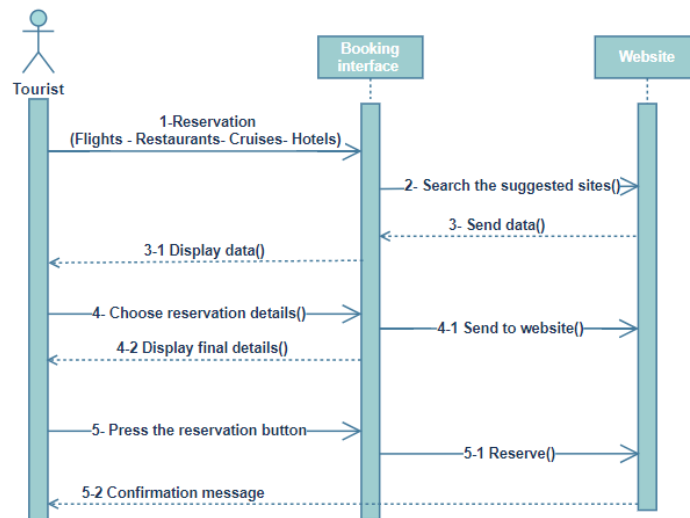 Booking
interface
Website
Tourist
1-Reservation
(Flights - Restaurants- Cruises- Hotels)
2- Search the suggested sites()
3- Send data()
3-1 Display data()
4- Choose reservation details()
4-1 Send to website()
4-2 Display final details()
5- Press the reservation button
5-1 Reserve()
5-2 Confirmation message